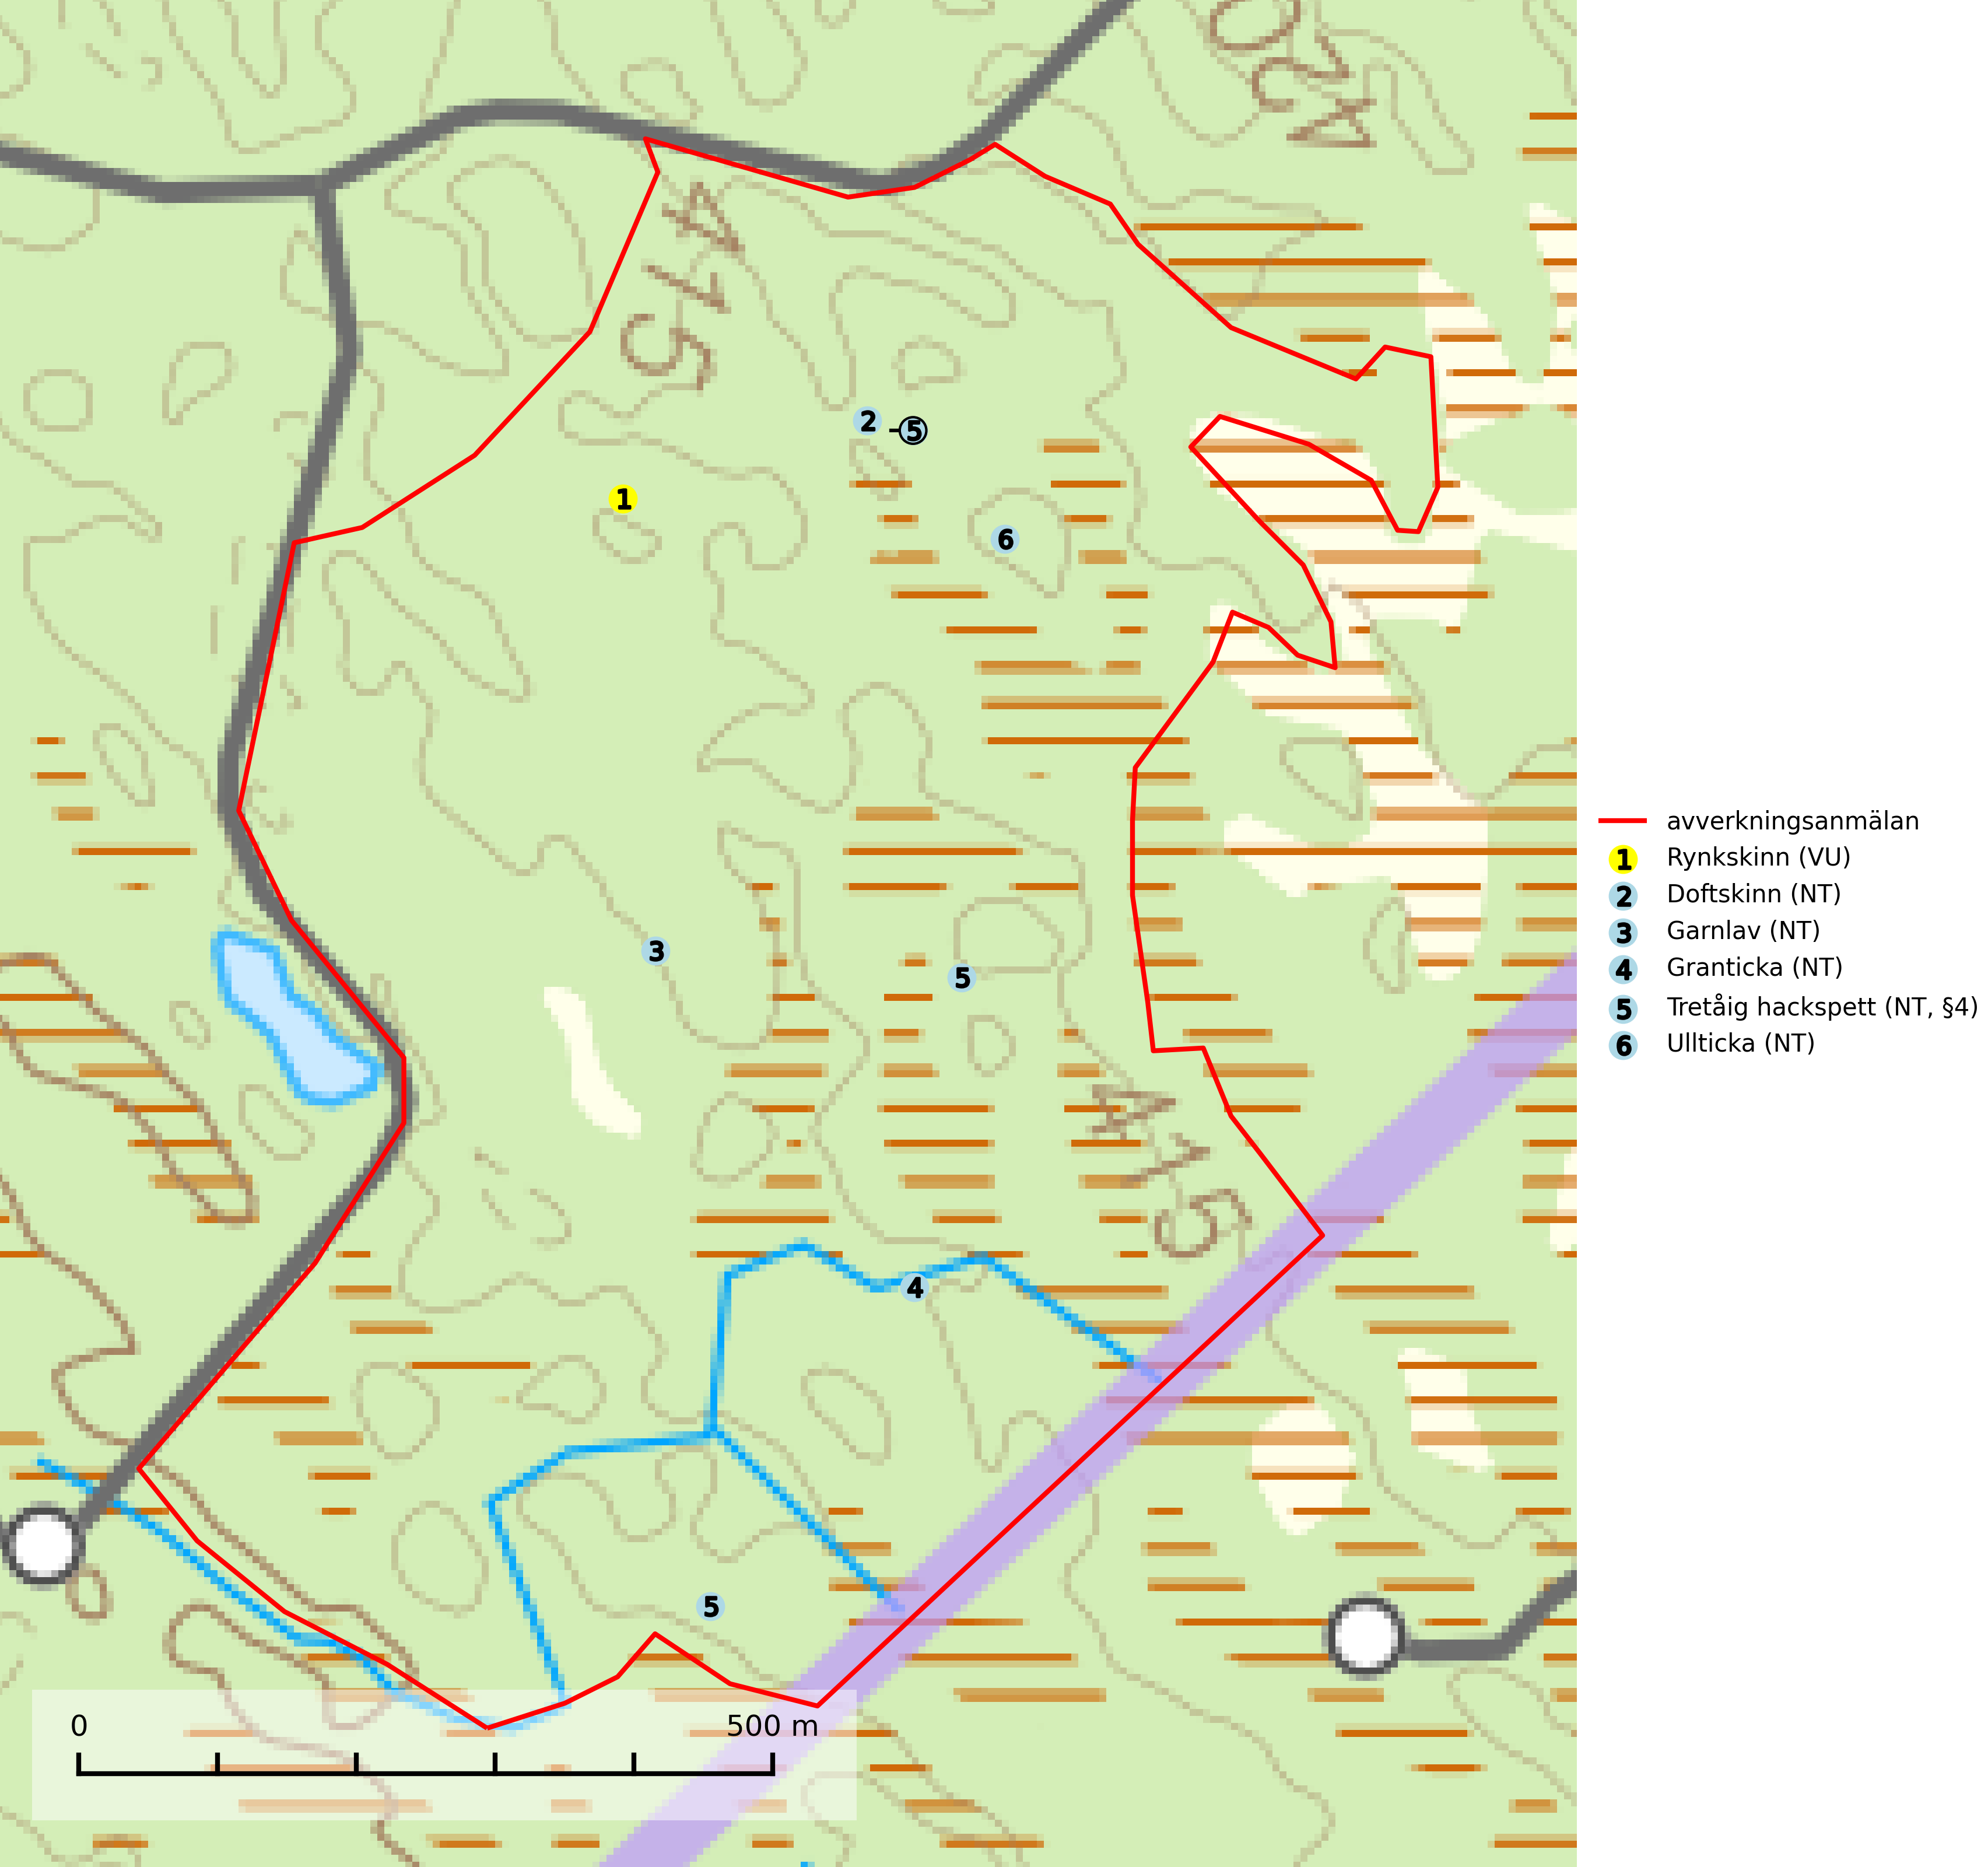 420
415
2
5
1
6
3
5
415
4
5
0 500 m
avverkningsanmälan
1 Rynkskinn (VU)
2 Doftskinn (NT)
3 Garnlav (NT)
4 Granticka (NT)
5 Tretåig hackspett (NT, §4)
6 Ullticka (NT)